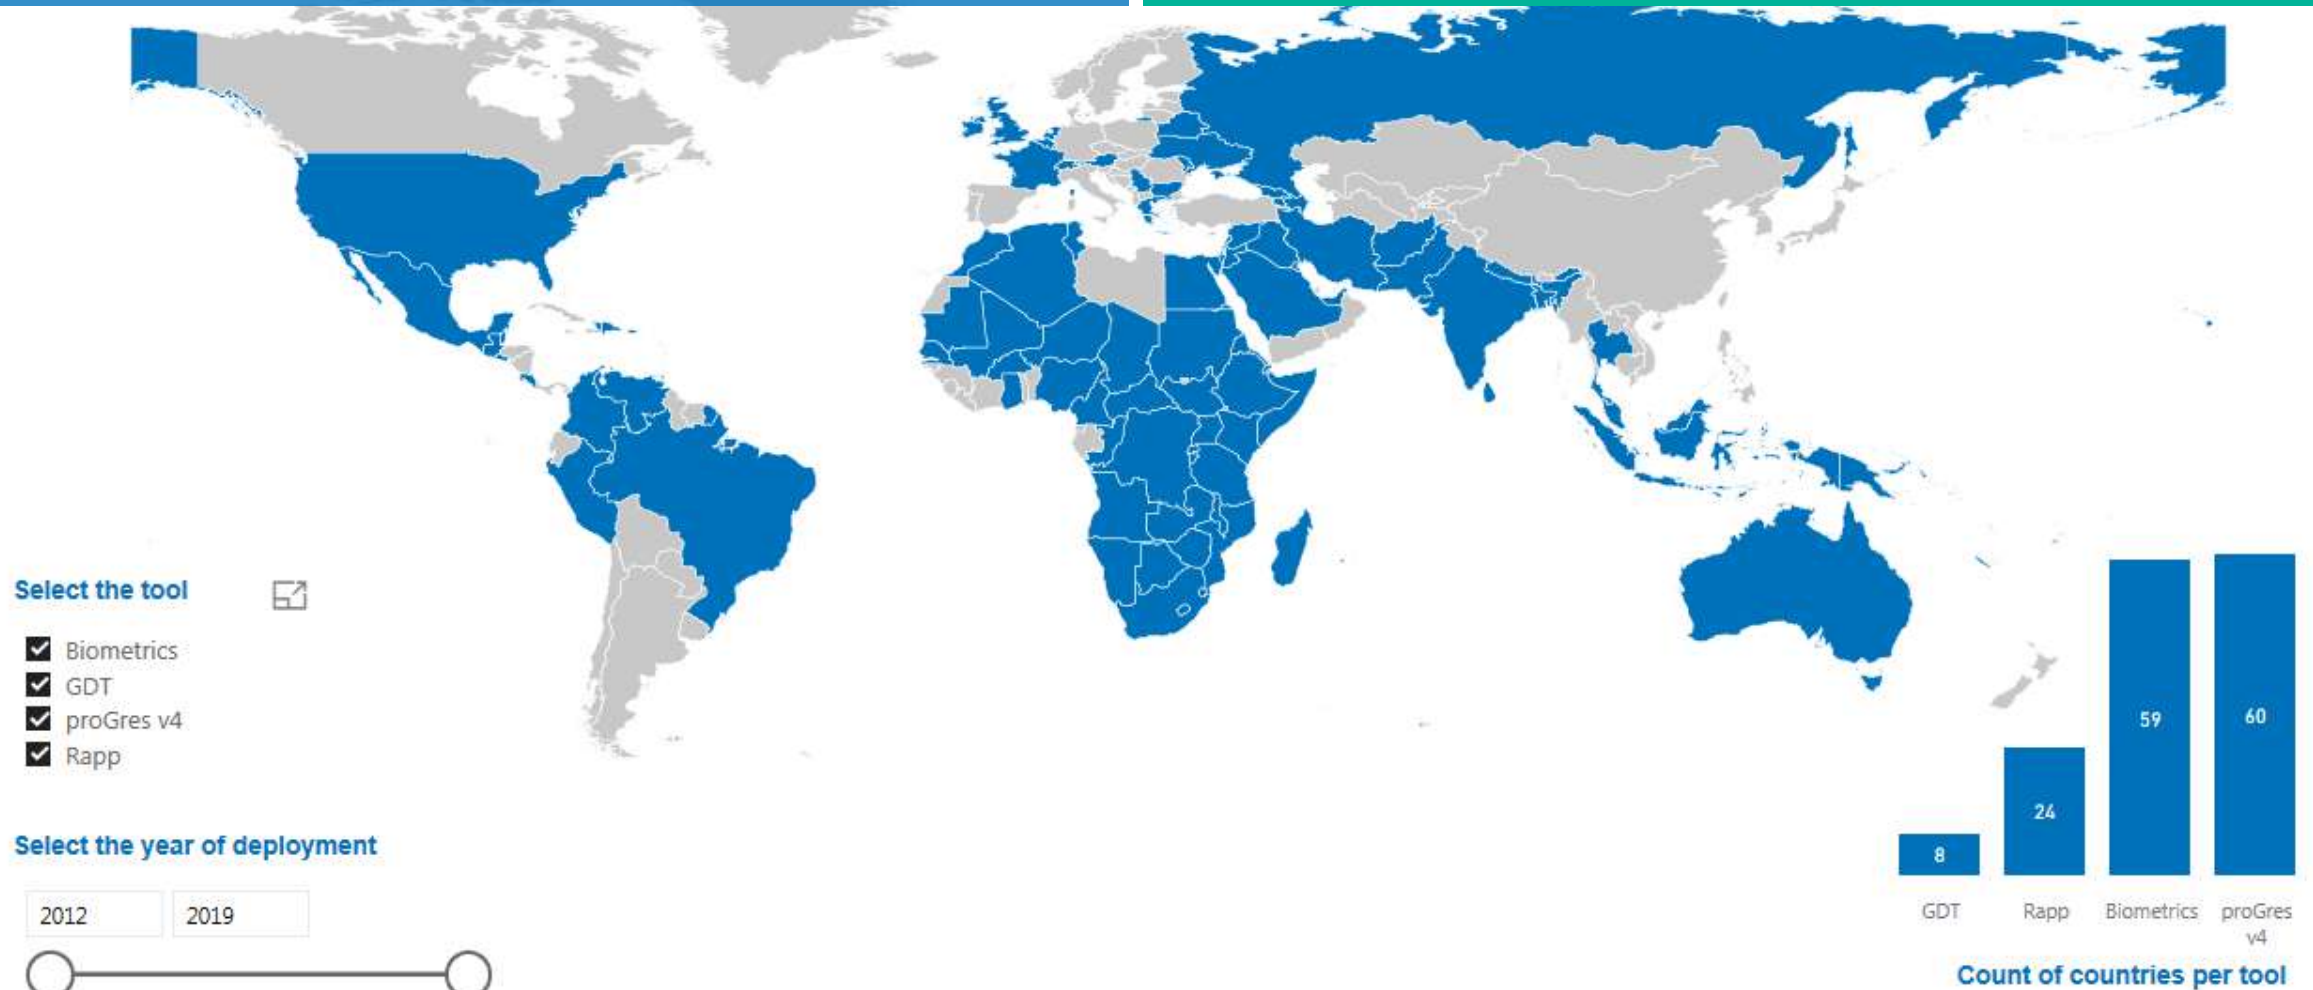 Select the tool
Biometrics
GDT
proGres v4
Rapp
Select the year of deployment
2012
2019
8
24
59
60
GDT
Rapp
Biometrics
proGres
v4
Count of countries per tool